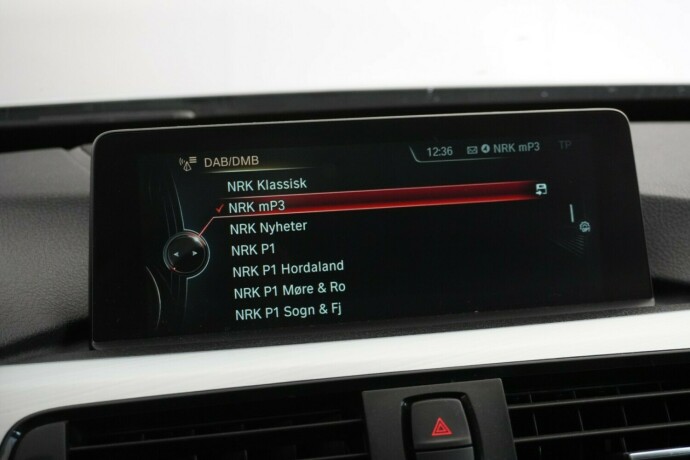 DAB/DMB
12:36 4 NRK mP3 TP
NRK Klassisk
NRK mP3
NRK Nyheter
NRK P1
NRK P1 Hordaland
NRK P1 Møre & Ro
NRK P1 Sogn & Fj